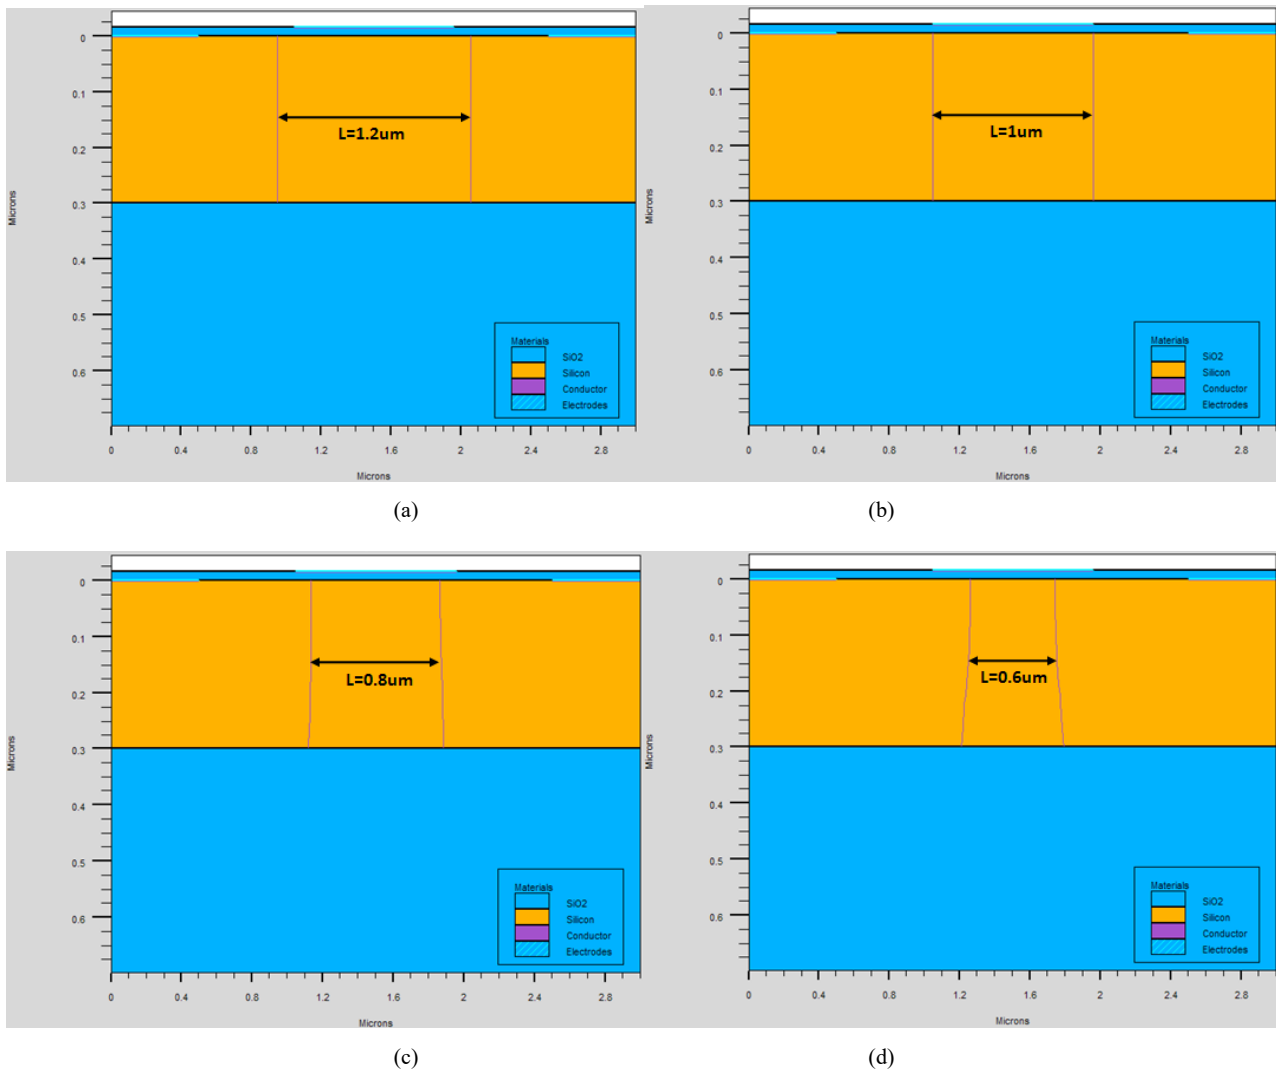 0
0.1
0.2
0.3
0.4
0.5
0.6
Microns
L=1.2um
Materials
SiO2
Silicon
Conductor
Electrodes
0 0.4 0.8 1.2 1.6 2 2.4 2.8
Microns
(a)
0
0.1
0.2
0.3
0.4
0.5
0.6
Microns
L=1um
Materials
SiO2
Silicon
Conductor
Electrodes
0 0.4 0.8 1.2 1.6 2 2.4 2.8
Microns
(b)
0
0.1
0.2
0.3
0.4
0.5
0.6
Microns
L=0.8um
Materials
SiO2
Silicon
Conductor
Electrodes
0 0.4 0.8 1.2 1.6 2 2.4 2.8
Microns
(c)
0
0.1
0.2
0.3
0.4
0.5
0.6
Microns
L=0.6um
Materials
SiO2
Silicon
Conductor
Electrodes
0 0.4 0.8 1.2 1.6 2 2.4 2.8
Microns
(d)